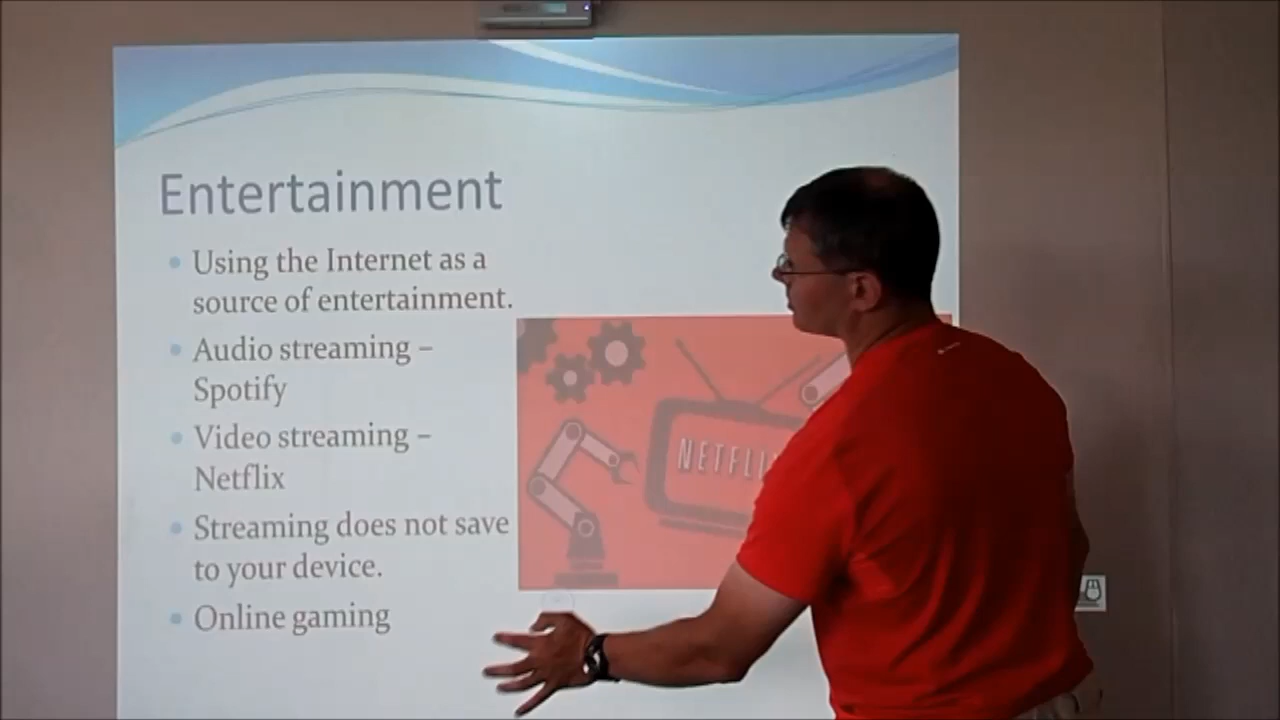 Entertainment
• Using the Internet as a
source of entertainment.
• Audio streaming –
Spotify
• Video streaming –
Netflix
• Streaming does not save
to your device.
• Online gaming